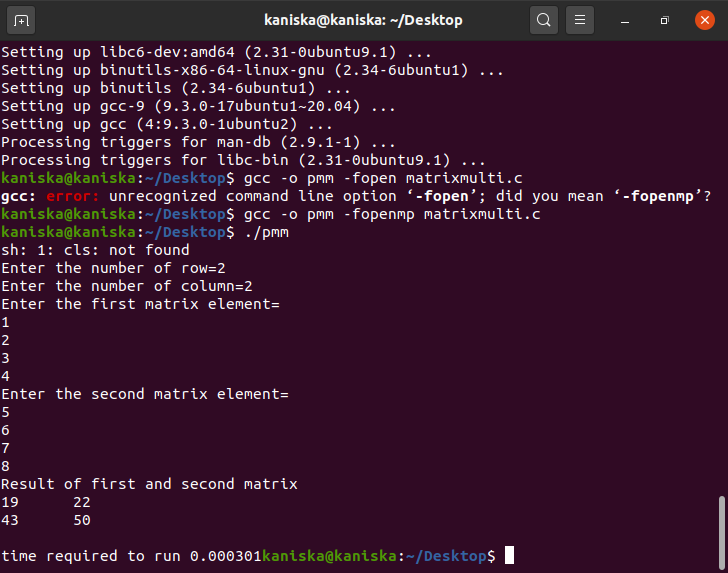 kaniska@kaniska: ~/Desktop
Setting up libc6-dev:amd64 (2.31-0ubuntu9.1) ...
Setting up binutils-x86-64-linux-gnu (2.34-6ubuntu1) ...
Setting up binutils (2.34-6ubuntu1) ...
Setting up gcc-9 (9.3.0-17ubuntu1~20.04) ...
Setting up gcc (4:9.3.0-1ubuntu2) ...
Processing triggers for man-db (2.9.1-1) ...
Processing triggers for libc-bin (2.31-0ubuntu9.1) ...
kaniska@kaniska:~/Desktop$ gcc -o pmm -fopen matrixmulti.c
gcc: error: unrecognized command line option ‘-fopen’; did you mean ‘-fopenmp’?
kaniska@kaniska:~/Desktop$ gcc -o pmm -fopenmp matrixmulti.c
kaniska@kaniska:~/Desktop$ ./pmm
sh: 1: cls: not found
Enter the number of row=2
Enter the number of column=2
Enter the first matrix element=
1
2
3
4
Enter the second matrix element=
5
6
7
8
Result of first and second matrix
19      22
43      50
time required to run 0.000301kaniska@kaniska:~/Desktop$